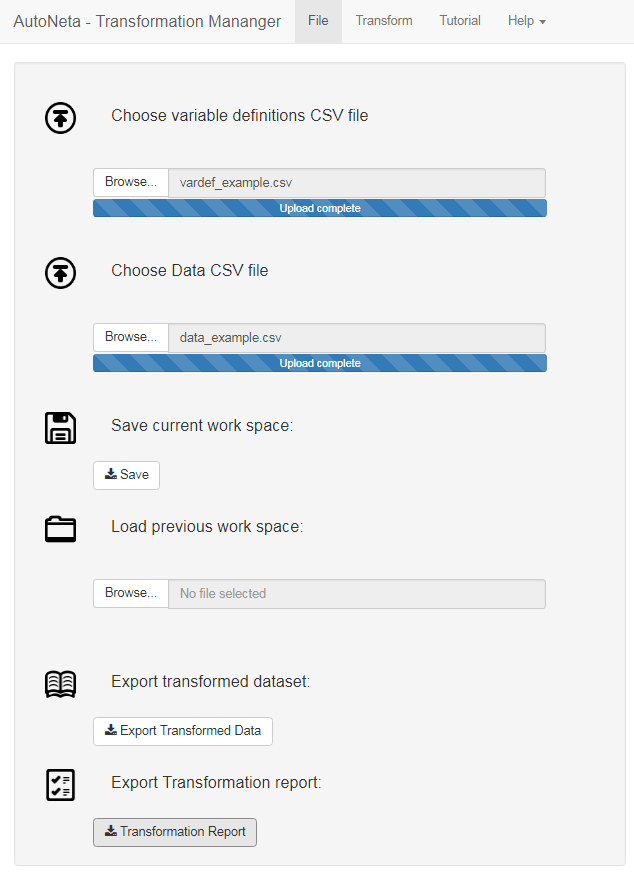 AutoNeta - Transformation Mananger File Transform Tutorial Help
Choose variable definitions CSV file
Browse... vardef_example.csv
Upload complete
Choose Data CSV file
Browse... data_example.csv
Upload complete
Save current work space:
Save
Load previous work space:
Browse... No file selected
Export transformed dataset:
Export Transformed Data
Export Transformation report:
Transformation Report